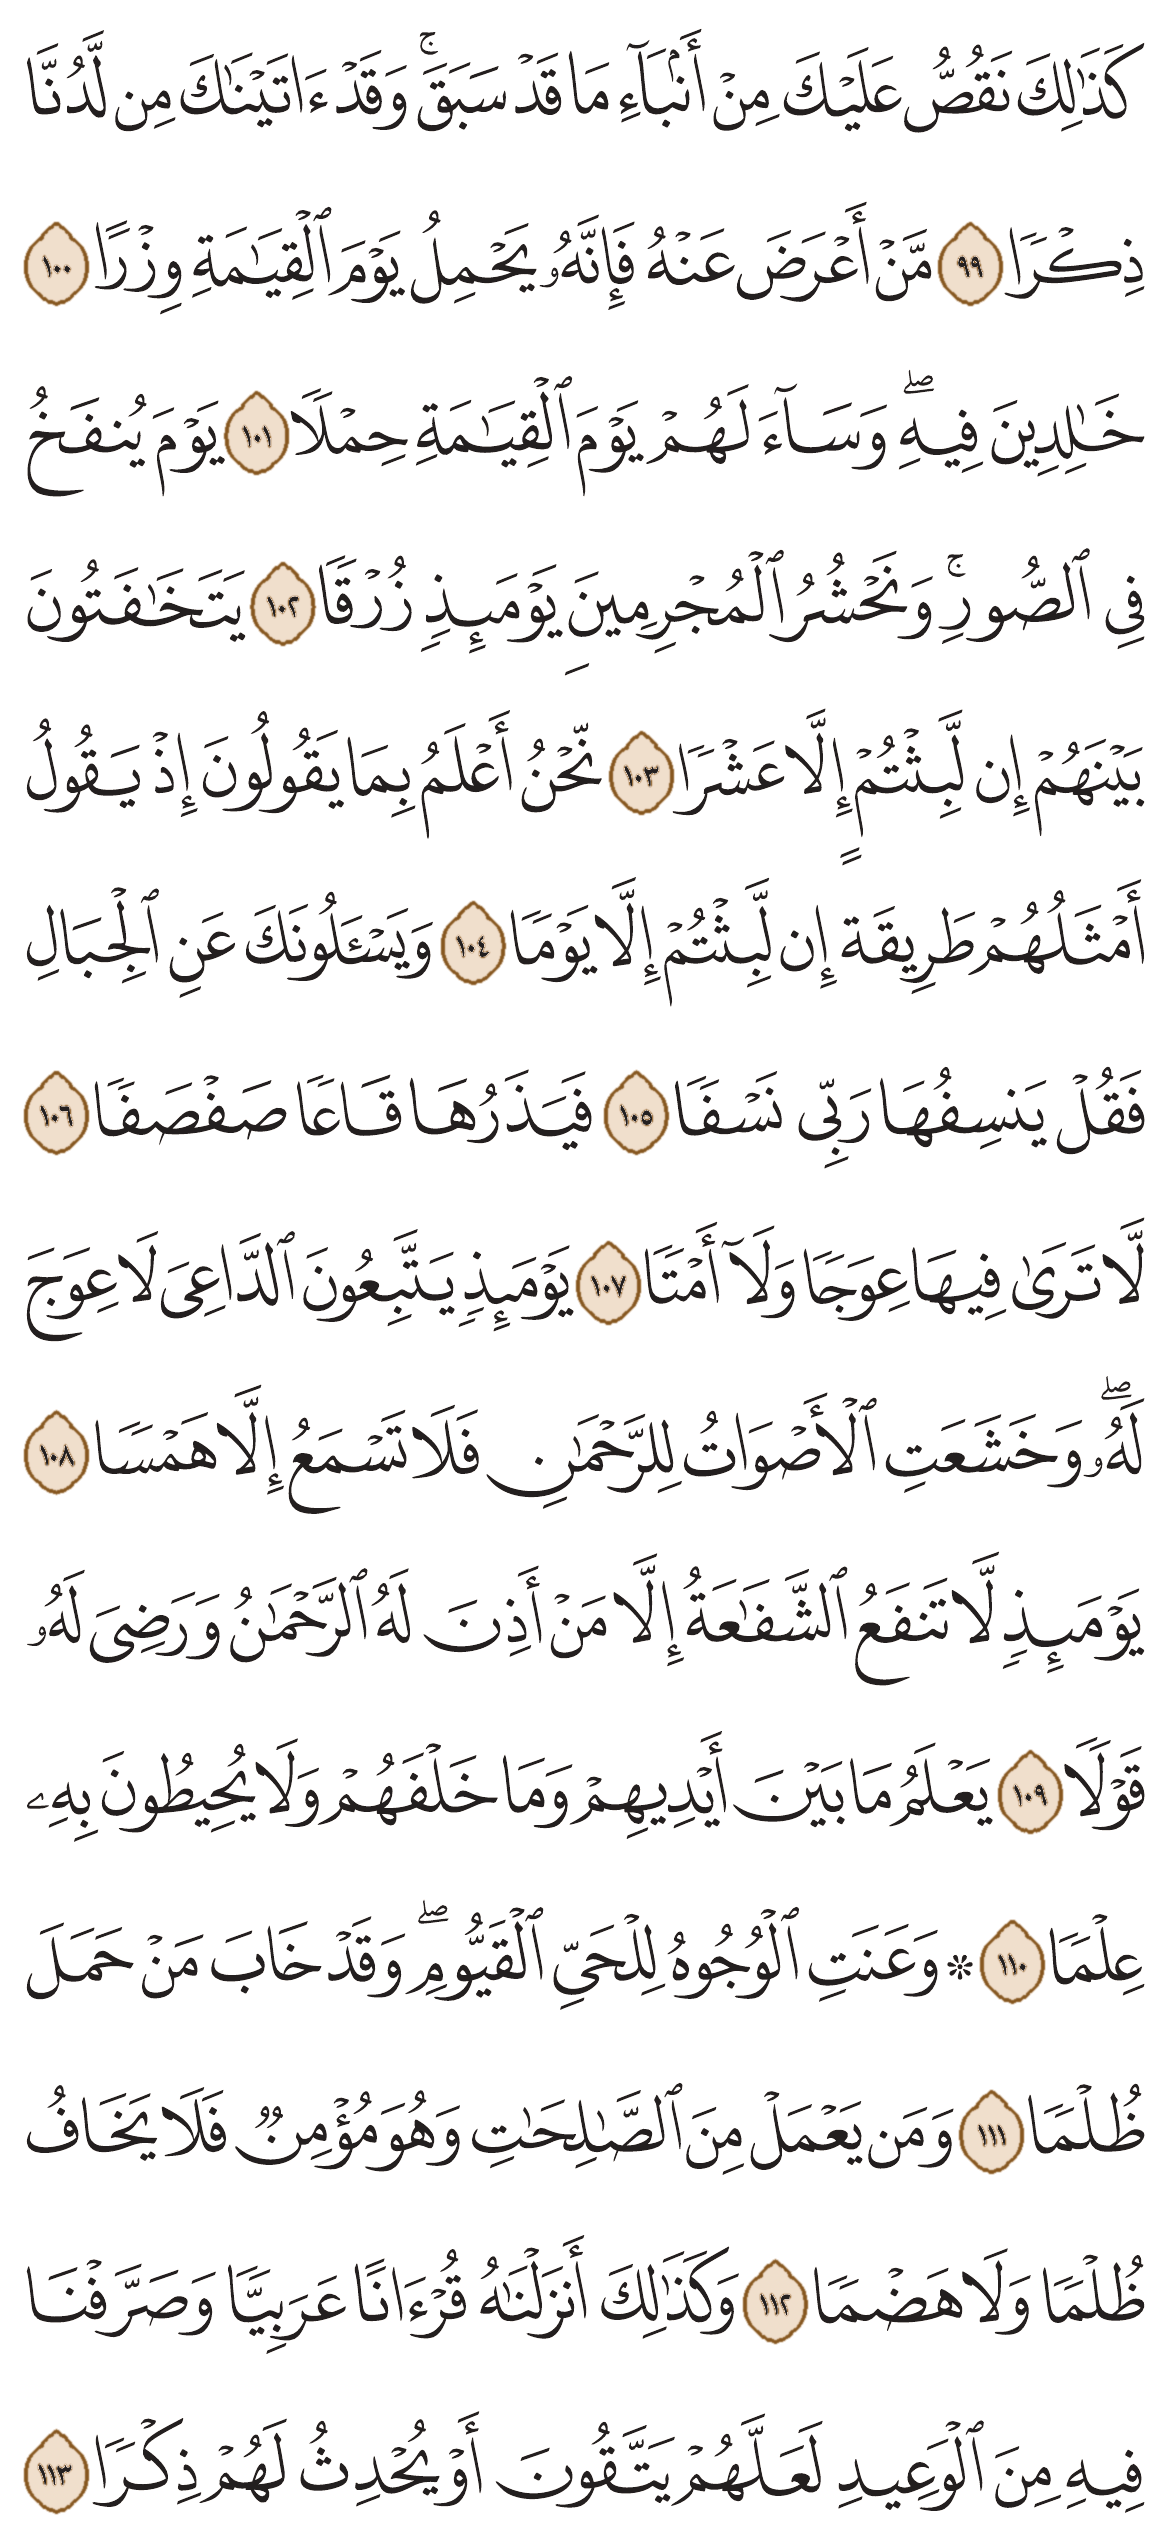 كَذَٰلِكَ نَقُصُّ عَلَيۡكَ مِنۡ أَنۢبَآءِ مَا قَدۡ سَبَقَۚ وَقَدۡ ءَاتَيۡنَٰكَ مِن لَّدُنَّا
ذِكۡرٗا ٩٩ مَّنۡ أَعۡرَضَ عَنۡهُ فَإِنَّهُۥ يَحۡمِلُ يَوۡمَ ٱلۡقِيَٰمَةِ وِزۡرًا ١٠٠
خَٰلِدِينَ فِيهِۖ وَسَآءَ لَهُمۡ يَوۡمَ ٱلۡقِيَٰمَةِ حِمۡلٗا ١٠١ يَوۡمَ يُنفَخُ
فِي ٱلصُّورِۚ وَنَحۡشُرُ ٱلۡمُجۡرِمِينَ يَوۡمَئِذٖ زُرۡقٗا ١٠٢ يَتَخَٰفَتُونَ
بَيۡنَهُمۡ إِن لَّبِثۡتُمۡ إِلَّا عَشۡرٗا ١٠٣ نَّحۡنُ أَعۡلَمُ بِمَا يَقُولُونَ إِذۡ يَقُولُ
أَمۡثَلُهُمۡ طَرِيقَةً إِن لَّبِثۡتُمۡ إِلَّا يَوۡمٗا ١٠٤ وَيَسۡـَٔلُونَكَ عَنِ ٱلۡجِبَالِ
فَقُلۡ يَنسِفُهَا رَبِّي نَسۡفٗا ١٠٥ فَيَذَرُهَا قَاعٗا صَفۡصَفٗا ١٠٦
لَّا تَرَىٰ فِيهَا عِوَجٗا وَلَآ أَمۡتٗا ١٠٧ يَوۡمَئِذٖ يَتَّبِعُونَ ٱلدَّاعِيَ لَا عِوَجَ
لَهُۥۖ وَخَشَعَتِ ٱلۡأَصۡوَاتُ لِلرَّحۡمَٰنِ فَلَا تَسۡمَعُ إِلَّا هَمۡسٗا ١٠٨
يَوۡمَئِذٖ لَّا تَنفَعُ ٱلشَّفَٰعَةُ إِلَّا مَنۡ أَذِنَ لَهُ ٱلرَّحۡمَٰنُ وَرَضِيَ لَهُۥ
قَوۡلٗا ١٠٩ يَعۡلَمُ مَا بَيۡنَ أَيۡدِيهِمۡ وَمَا خَلۡفَهُمۡ وَلَا يُحِيطُونَ بِهِۦ
عِلۡمٗا ١١٠ ۞ وَعَنَتِ ٱلۡوُجُوهُ لِلۡحَيِّ ٱلۡقَيُّومِۖ وَقَدۡ خَابَ مَنۡ حَمَلَ
ظُلۡمٗا ١١١ وَمَن يَعۡمَلۡ مِنَ ٱلصَّٰلِحَٰتِ وَهُوَ مُؤۡمِنٞ فَلَا يَخَافُ
ظُلۡمٗا وَلَا هَضۡمٗا ١١٢ وَكَذَٰلِكَ أَنزَلۡنَٰهُ قُرۡءَانًا عَرَبِيّٗا وَصَرَّفۡنَا
فِيهِ مِنَ ٱلۡوَعِيدِ لَعَلَّهُمۡ يَتَّقُونَ أَوۡ يُحۡدِثُ لَهُمۡ ذِكۡرٗا ١١٣